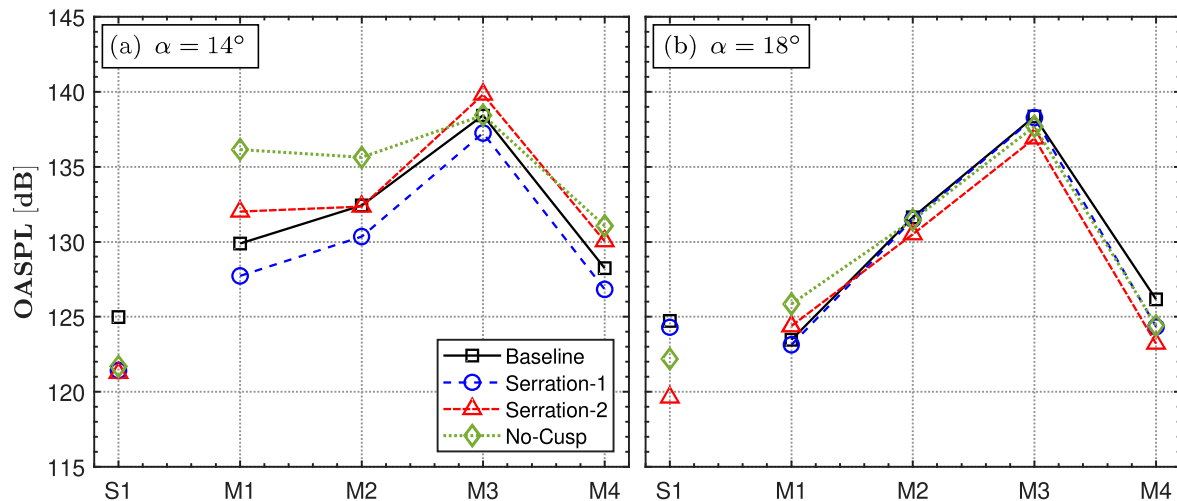 (a) α = 14°
(b) α = 18°
OASPL [dB]
145
140
135
130
125
120
115
Baseline
Serration-1
Serration-2
No-Cusp
S1 M1 M2 M3 M4
S1 M1 M2 M3 M4